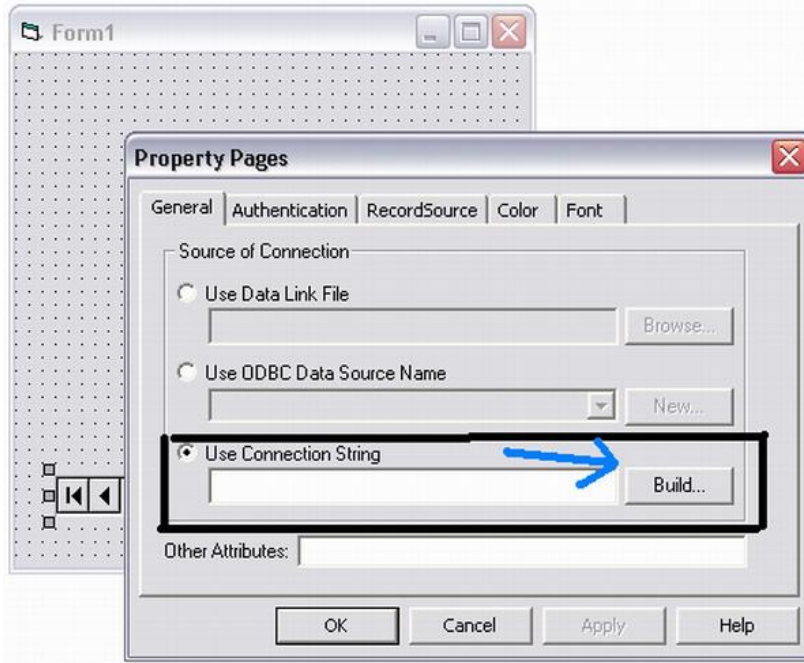 Form1
Property Pages
General Authentication RecordSource Color Font
Source of Connection
Use Data Link File
Browse...
Use ODBC Data Source Name
New...
Use Connection String
Build...
Other Attributes:
OK Cancel Apply Help